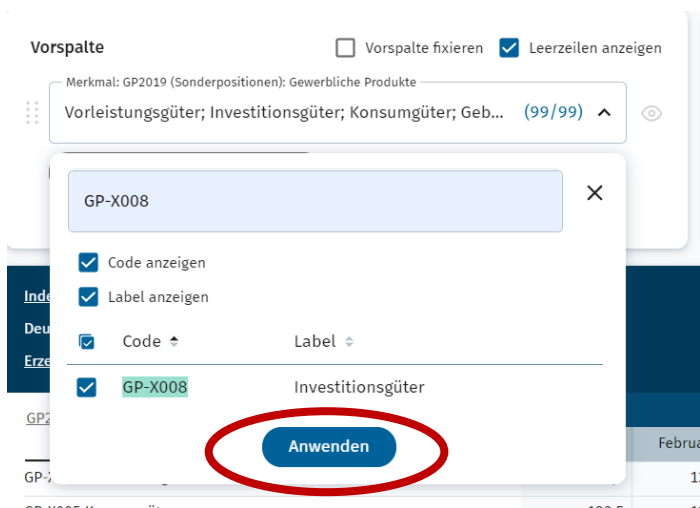 Vorspalte
Vorspalte fixieren
Leerzeilen anzeigen
Merkmal: GP2019 (Sonderpositionen): Gewerbliche Produkte
Vorleistungsgüter; Investitionsgüter; Konsumgüter; Geb... (99/99)
GP-X008
Code anzeigen
Label anzeigen
Code
Label
GP-X008 Investitionsgüter
Anwenden